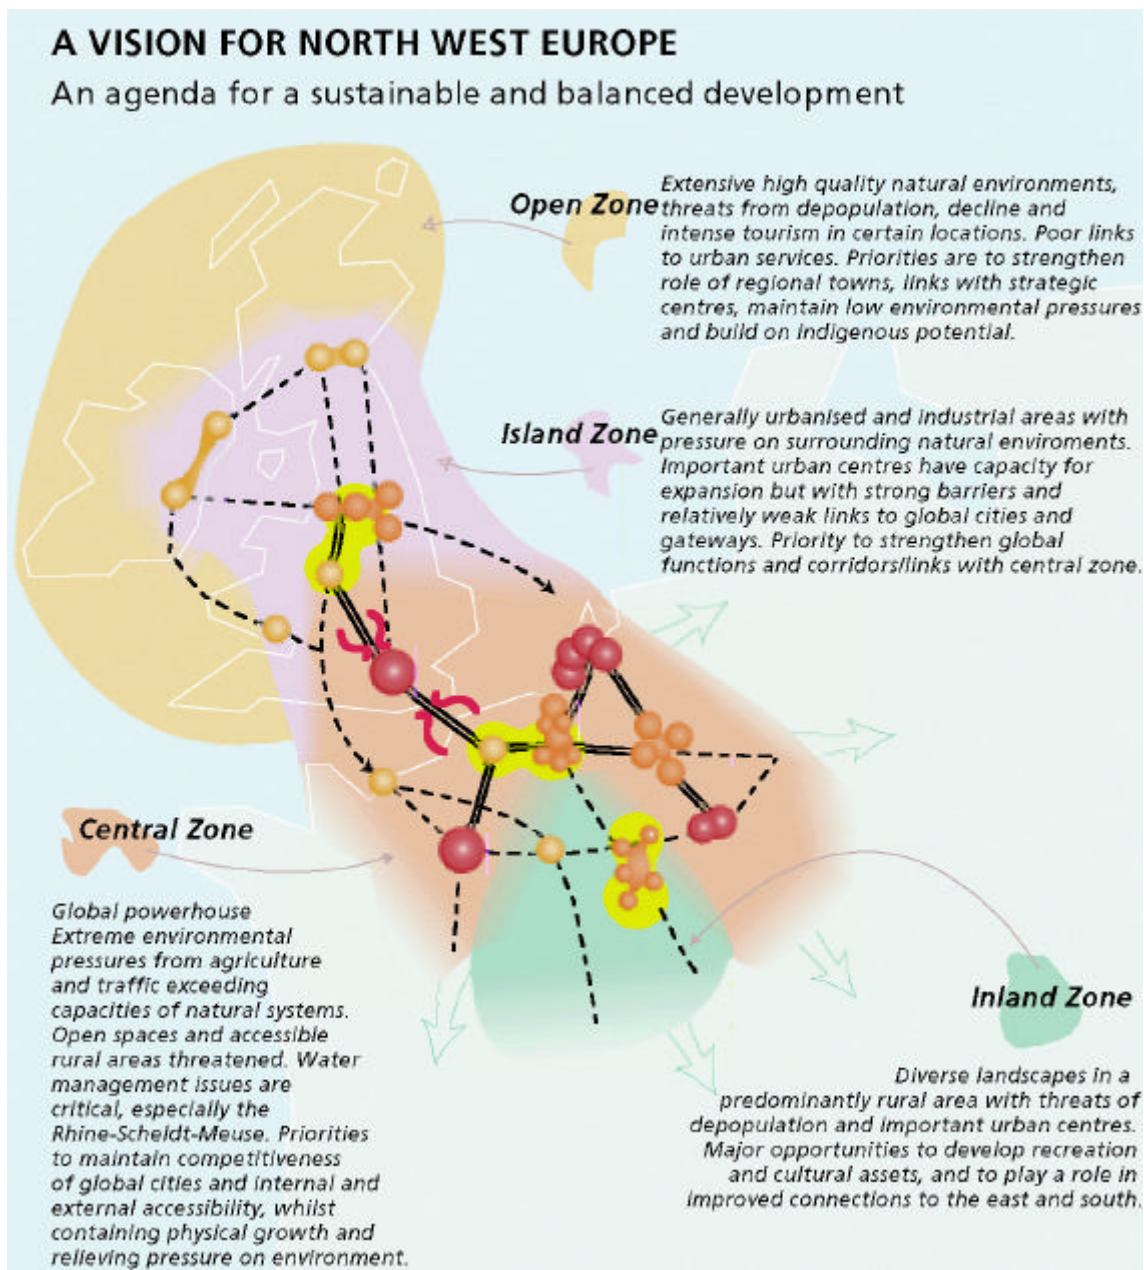 A VISION FOR NORTH WEST EUROPE
An agenda for a sustainable and balanced development
Open Zone
Extensive high quality natural environments,
threats from depopulation, decline and
intense tourism in certain locations. Poor links
to urban services. Priorities are to strengthen
role of regional towns, links with strategic
centres, maintain low environmental pressures
and build on indigenous potential.
Island Zone
Generally urbanised and industrial areas with
pressure on surrounding natural enviroments.
Important urban centres have capacity for
expansion but with strong barriers and
relatively weak links to global cities and
gateways. Priority to strengthen global
functions and corridors/links with central zone.
Central Zone
Global powerhouse
Extreme environmental
pressures from agriculture
and traffic exceeding
capacities of natural systems.
Open spaces and accessible
rural areas threatened. Water
management issues are
critical, especially the
Rhine-Scheldt-Meuse. Priorities
to maintain competitiveness
of global cities and internal and
external accessibility, whilst
containing physical growth and
relieving pressure on environment.
Inland Zone
Diverse landscapes in a
predominantly rural area with threats of
depopulation and important urban centres.
Major opportunities to develop recreation
and cultural assets, and to play a role in
improved connections to the east and south.